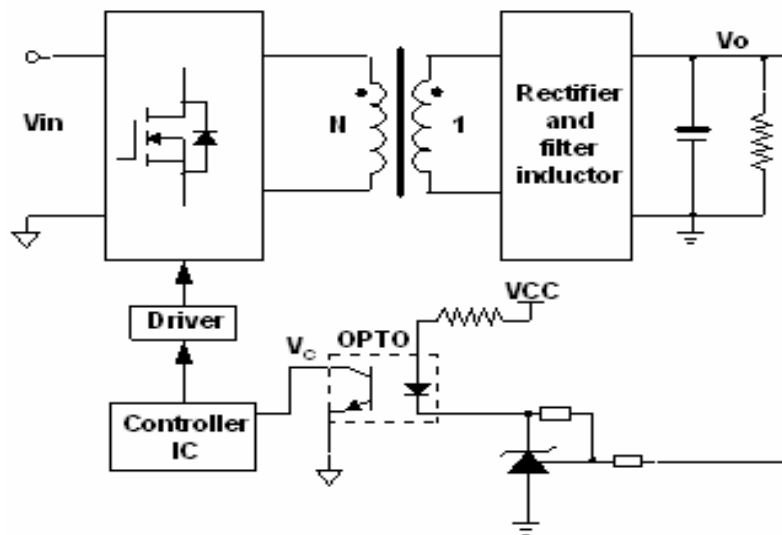 Vo
Vin
N
1
Rectifier
and
filter
inductor
VCC
Driver
OPTO
Vc
Controller
IC